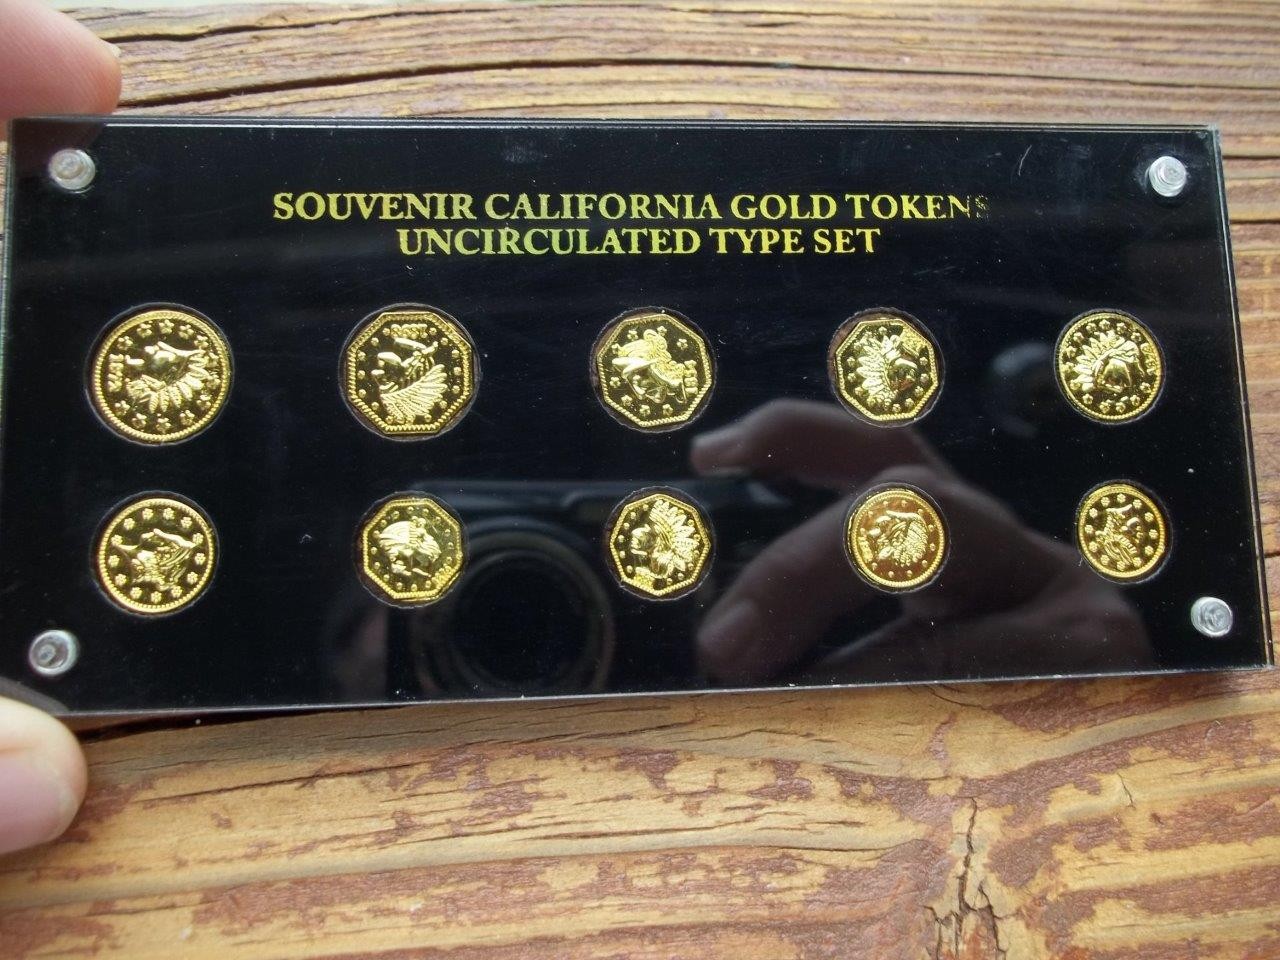 SOUVENIR CALIFORNIA GOLD TOKENS
UNCIRCULATED TYPE SET